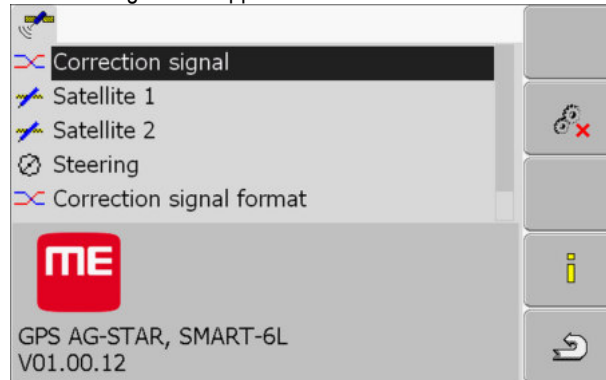 Correction signal
Satellite 1
Satellite 2
Steering
Correction signal format
ME
GPS AG-STAR, SMART-6L
V01.00.12